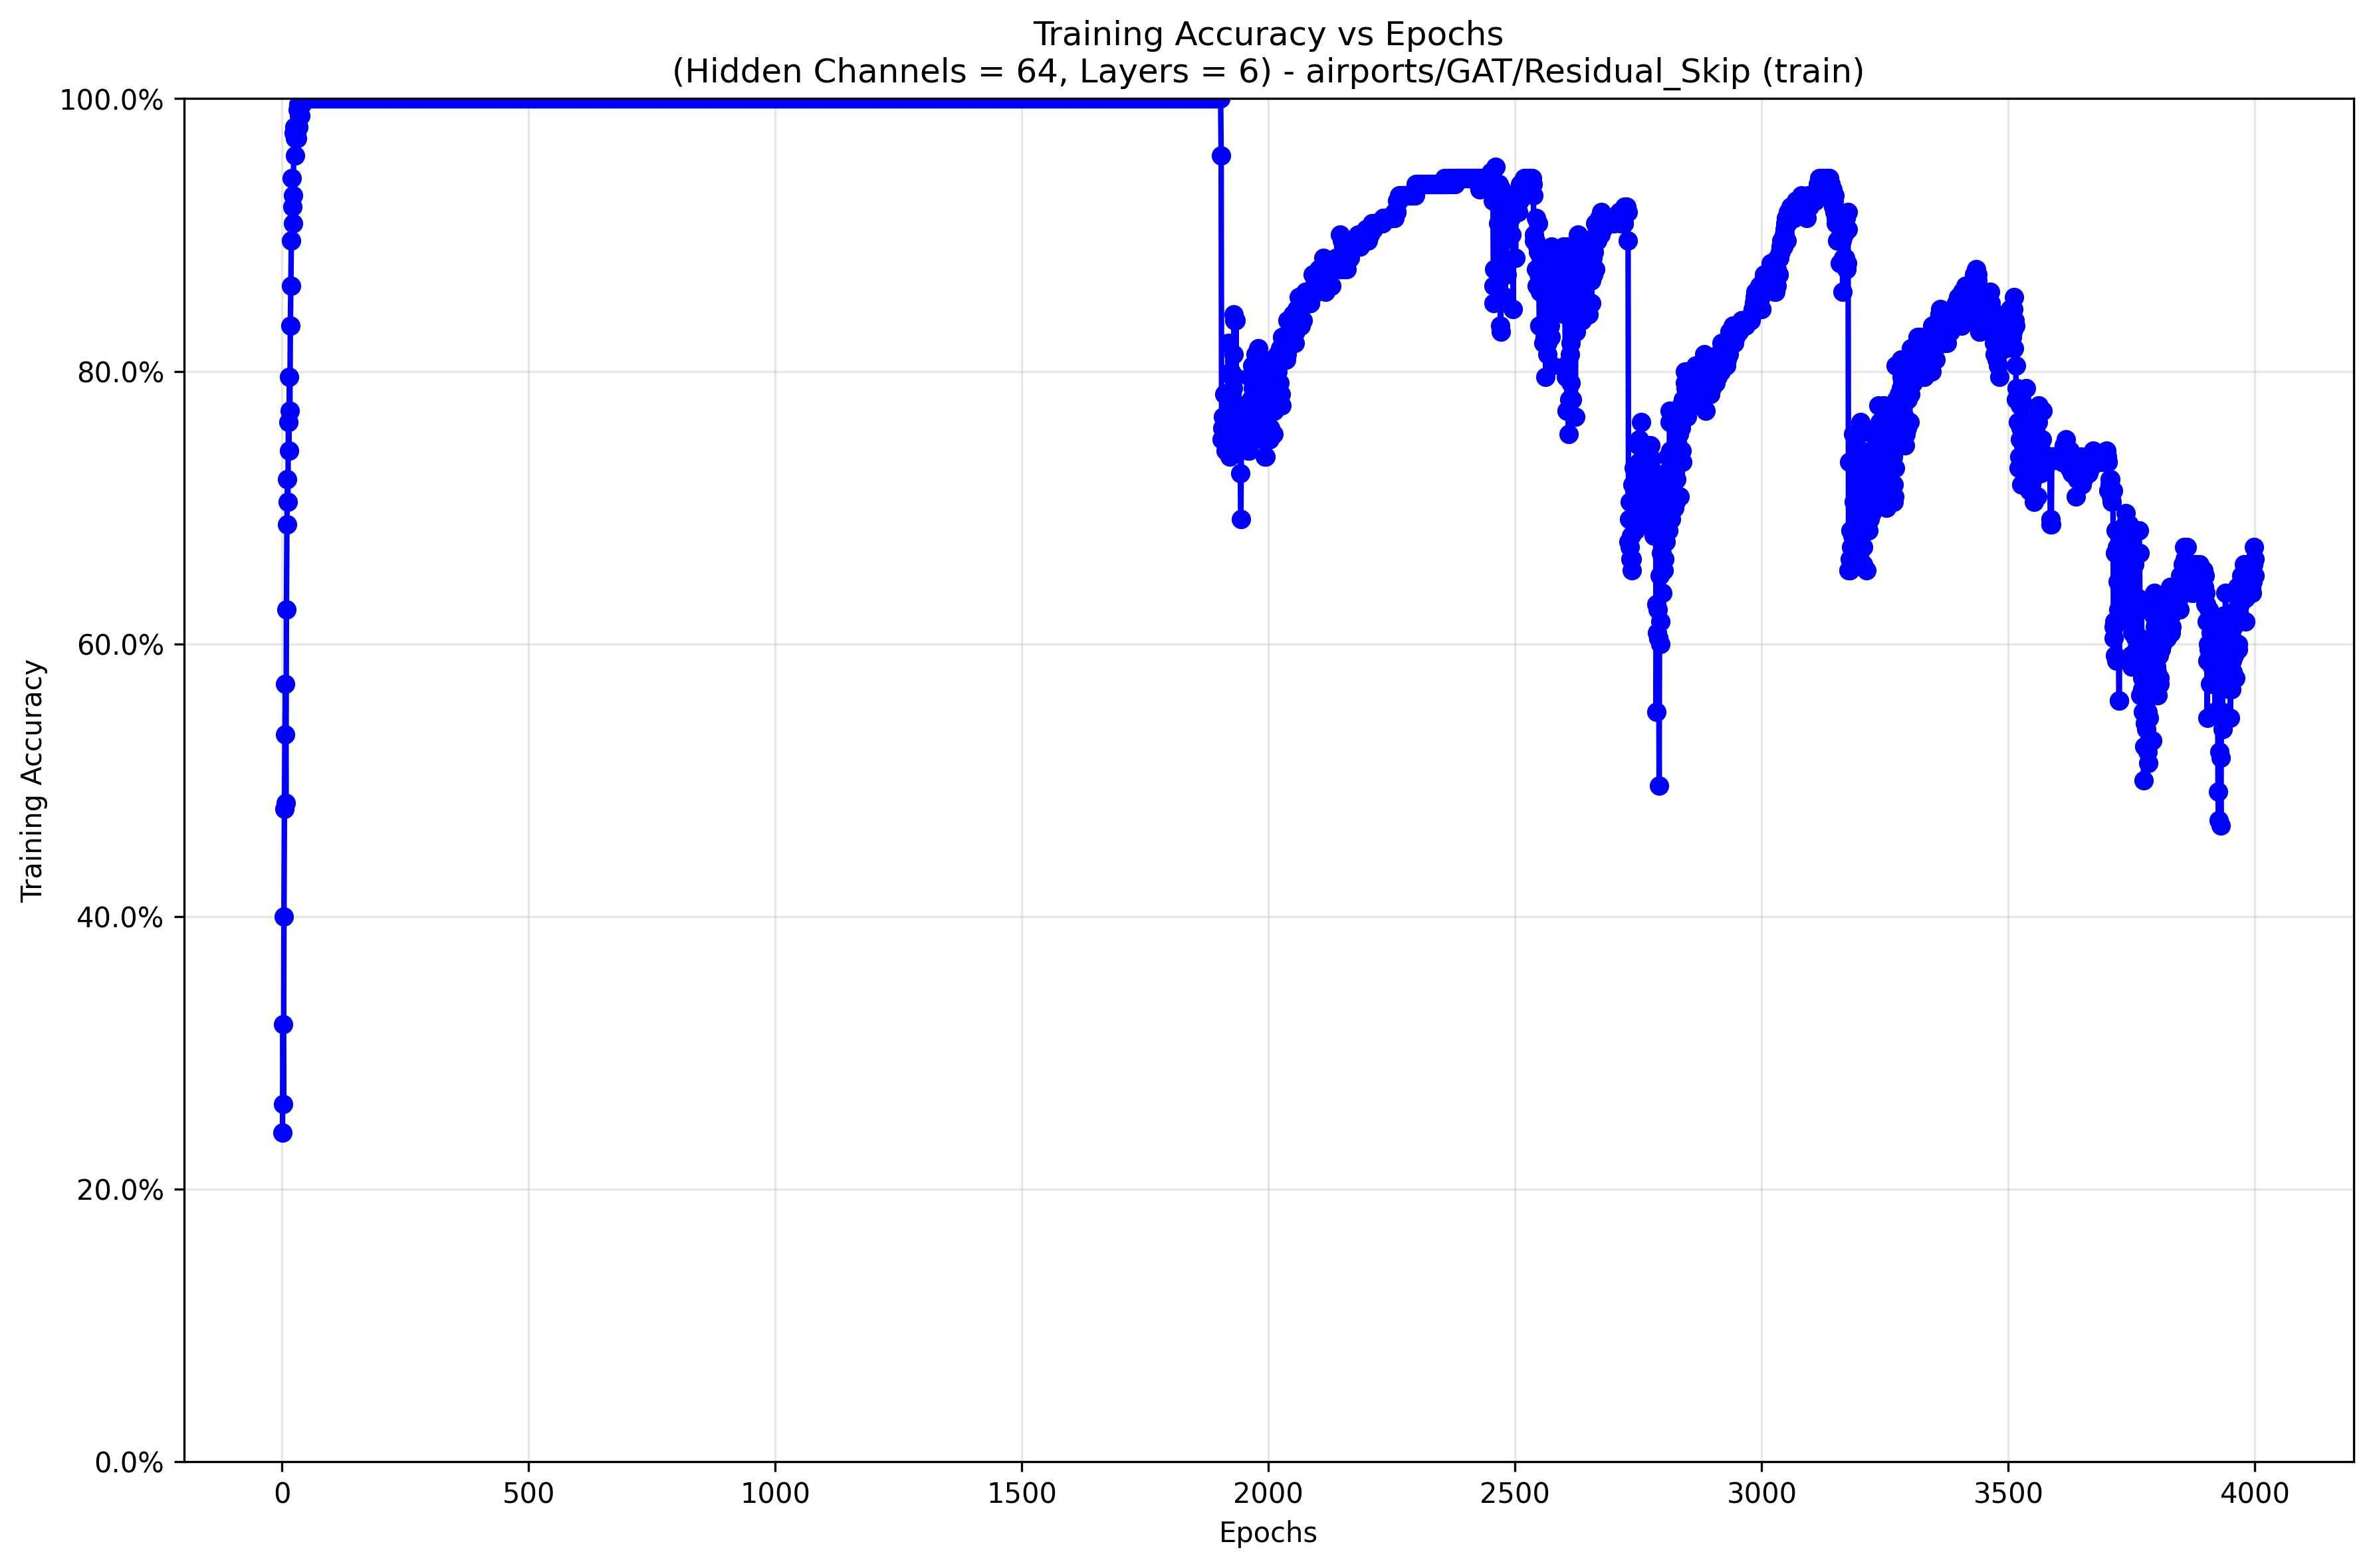 Training Accuracy vs Epochs
(Hidden Channels = 64, Layers = 6) - airports/GAT/Residual_Skip (train)
Training Accuracy
100.0%
80.0%
60.0%
40.0%
20.0%
0.0%
0 500 1000 1500 2000 2500 3000 3500 4000
Epochs